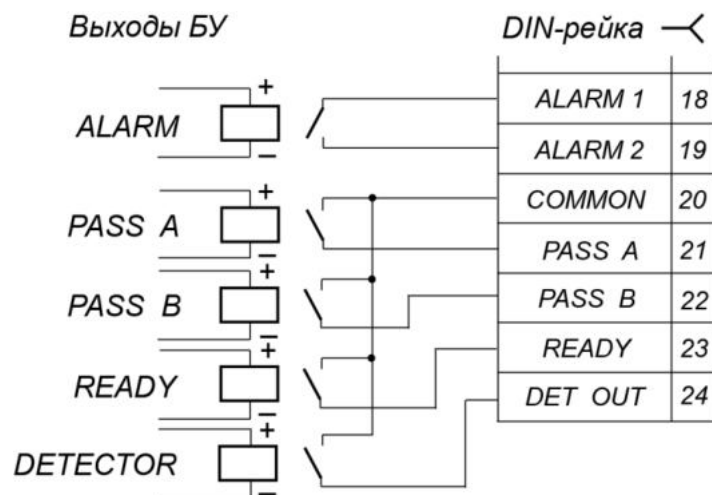 Выходы БУ
DIN-рейка
ALARM
+
−
ALARM 1 18
ALARM 2 19
COMMON 20
PASS A
+
−
PASS A 21
PASS B
+
−
PASS B 22
READY
+
−
READY 23
DETECTOR
+
−
DET OUT 24